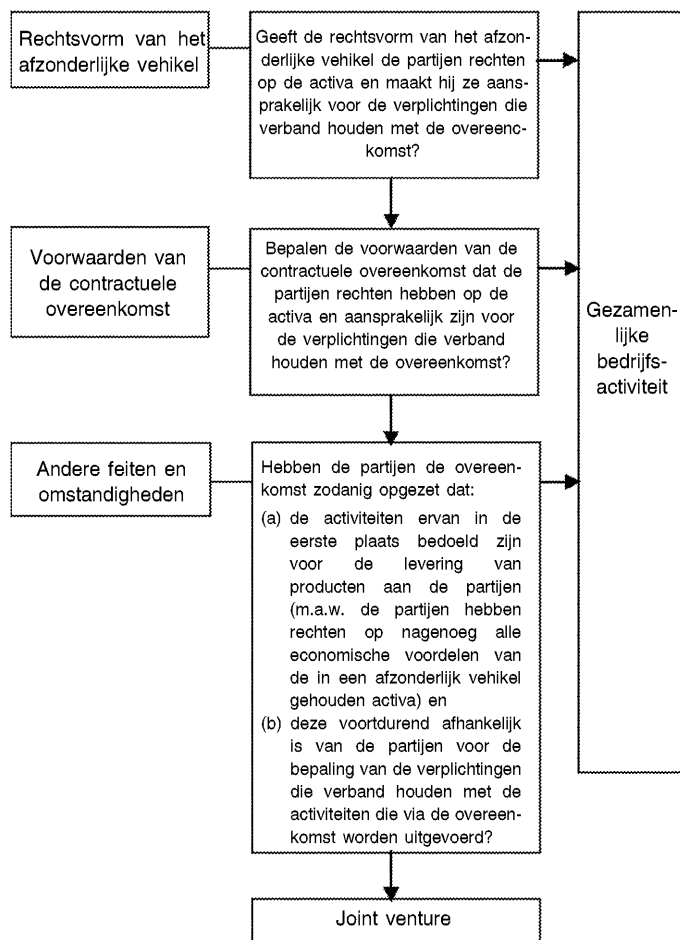 Rechtsvorm van het
afzonderlijke vehikel
Geeft de rechtsvorm van het afzon-
derlijke vehikel de partijen rechten
op de activa en maakt hij ze aans-
prakelijk voor de verplichtingen die
verband houden met de overeenc-
komst?
Voorwaarden van
de contractuele
overeenkomst
Bepalen de voorwaarden van de
contractuele overeenkomst dat de
partijen rechten hebben op de
activa en aansprakelijk zijn voor
de verplichtingen die verband
houden met de overeenkomst?
Gezamen-
lijke
bedrijfs-
activiteit
Andere feiten en
omstandigheden
Hebben de partijen de overeen-
komst zodanig opgezet dat:
(a) de activiteiten ervan in de
eerste plaats bedoeld zijn
voor de levering van
producten aan de partijen
(m.a.w. de partijen hebben
rechten op nagenoeg alle
economische voordelen van
de in een afzonderlijk vehikel
gehouden activa) en
(b) deze voortdurend afhankelijk
is van de partijen voor de
bepaling van de verplichtingen
die verband houden met de
activiteiten die via de overeen-
komst worden uitgevoerd?
Joint venture